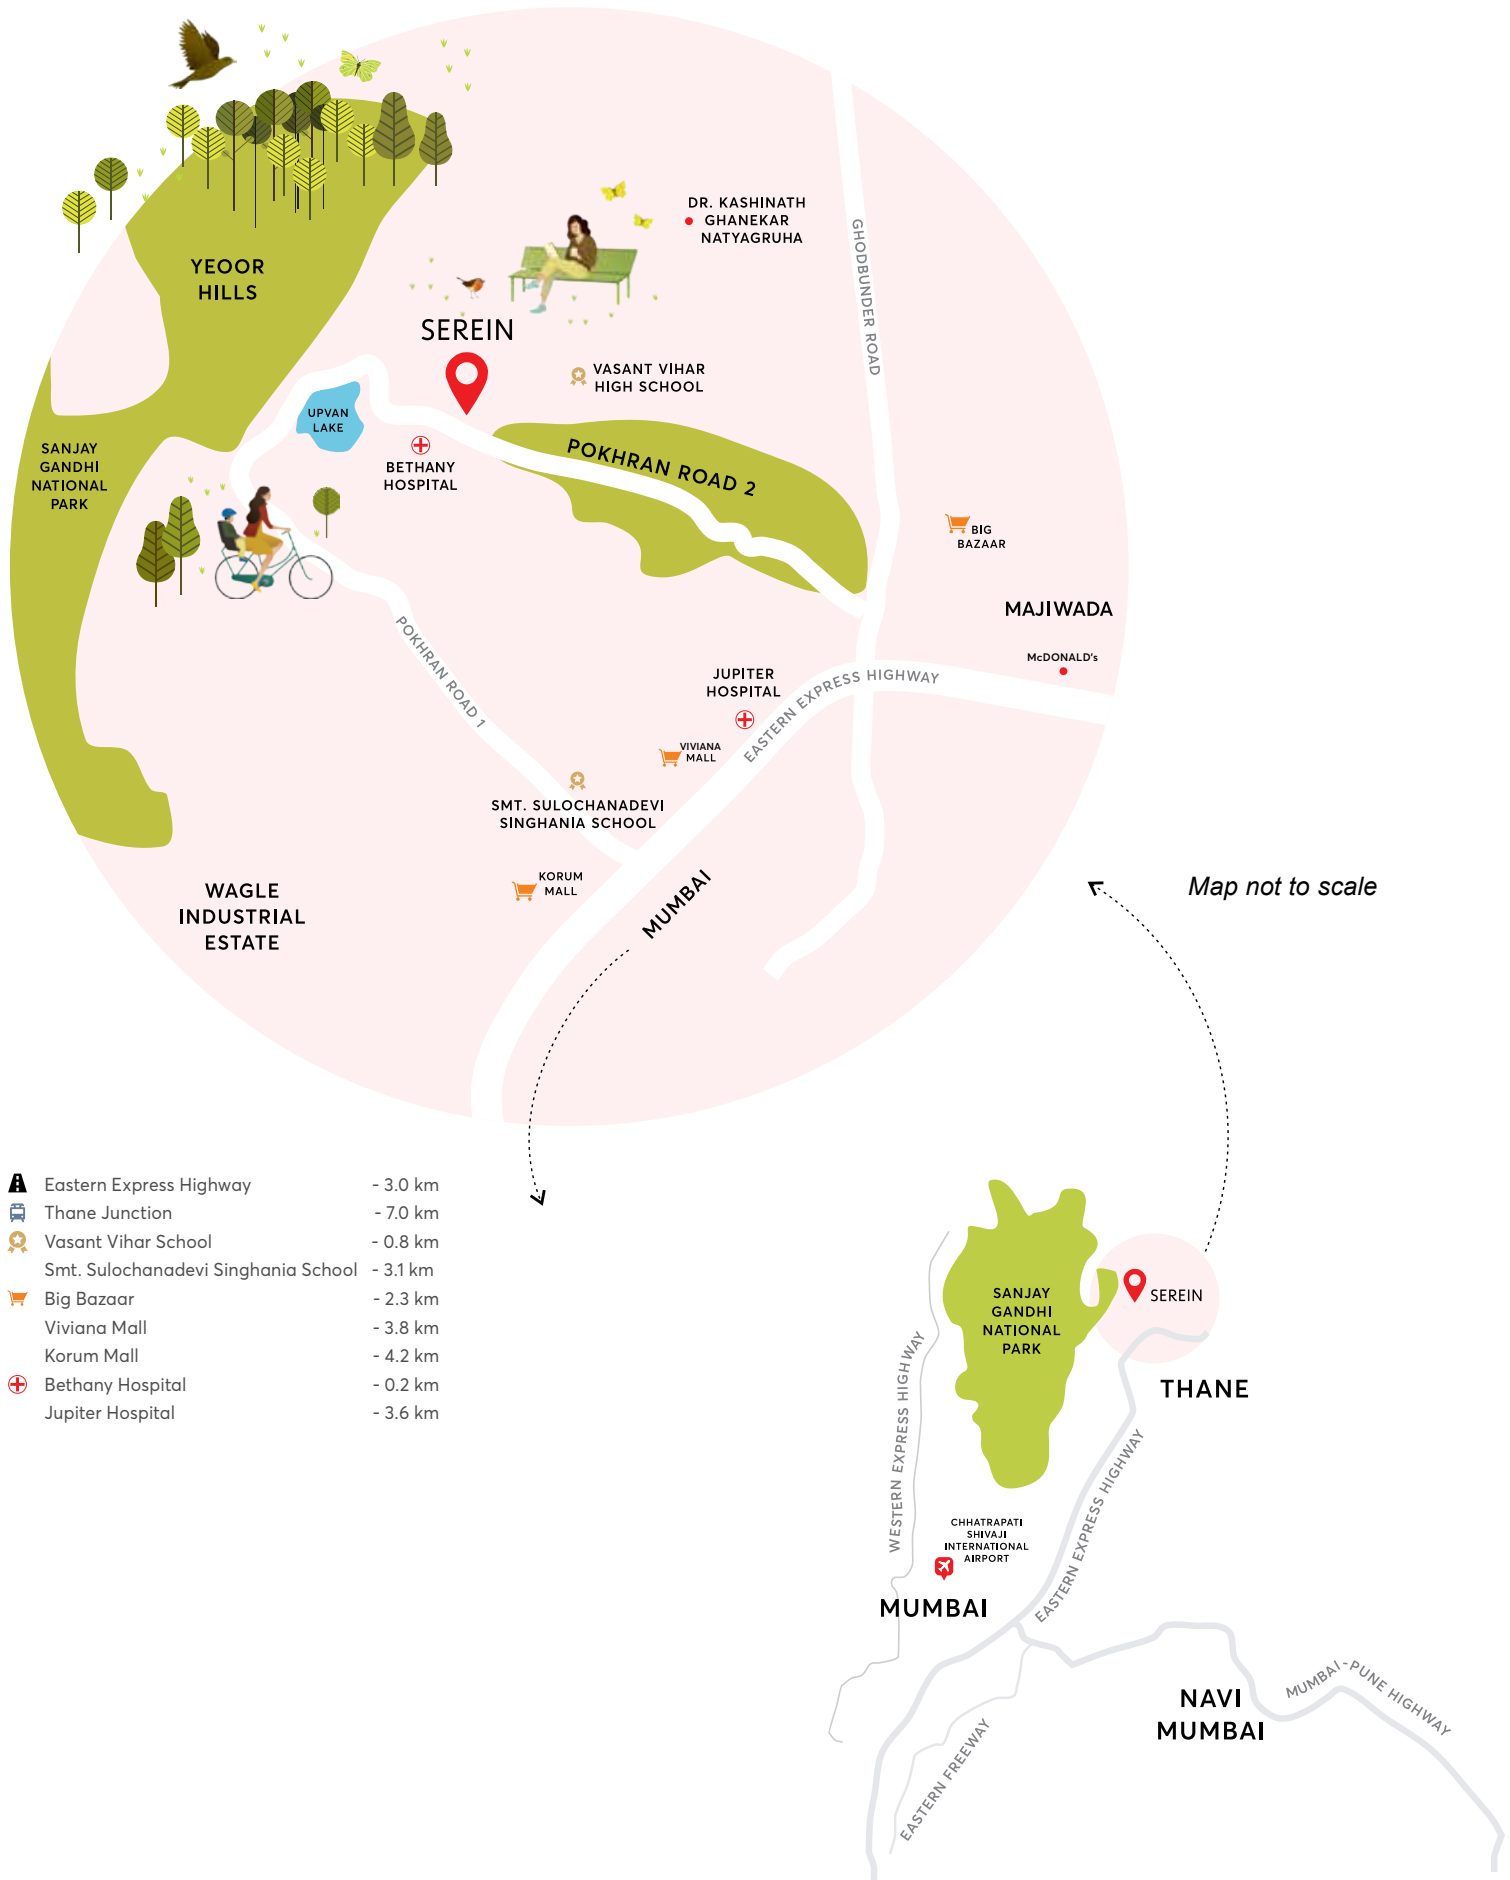 DR. KASHINATH
GHANEKAR
NATYAGRUHA
GHODBUNDER ROAD
YEOOR
HILLS
SEREIN
VASANT VIHAR
HIGH SCHOOL
UPVAN
LAKE
SANJAY
GANDHI
NATIONAL
PARK
BETHANY
HOSPITAL
POKHRAN ROAD 2
BIG
BAZAAR
MAJIWADA
McDONALD's
POKHRAN ROAD 1
JUPITER
HOSPITAL
EASTERN EXPRESS HIGHWAY
VIVIANA
MALL
SMT. SULOCHANADEVI
SINGHANIA SCHOOL
KORUM
MALL
WAGLE
INDUSTRIAL
ESTATE
MUMBAI
Map not to scale
Eastern Express Highway - 3.0 km
Thane Junction - 7.0 km
Vasant Vihar School - 0.8 km
Smt. Sulochanadevi Singhania School - 3.1 km
Big Bazaar - 2.3 km
Viviana Mall - 3.8 km
Korum Mall - 4.2 km
Bethany Hospital - 0.2 km
Jupiter Hospital - 3.6 km
SANJAY
GANDHI
NATIONAL
PARK
SEREIN
THANE
WESTERN EXPRESS HIGHWAY
EASTERN EXPRESS HIGHWAY
CHHATRAPATI
SHIVAJI
INTERNATIONAL
AIRPORT
MUMBAI
NAVI
MUMBAI
MUMBAI-PUNE HIGHWAY
EASTERN FREEWAY